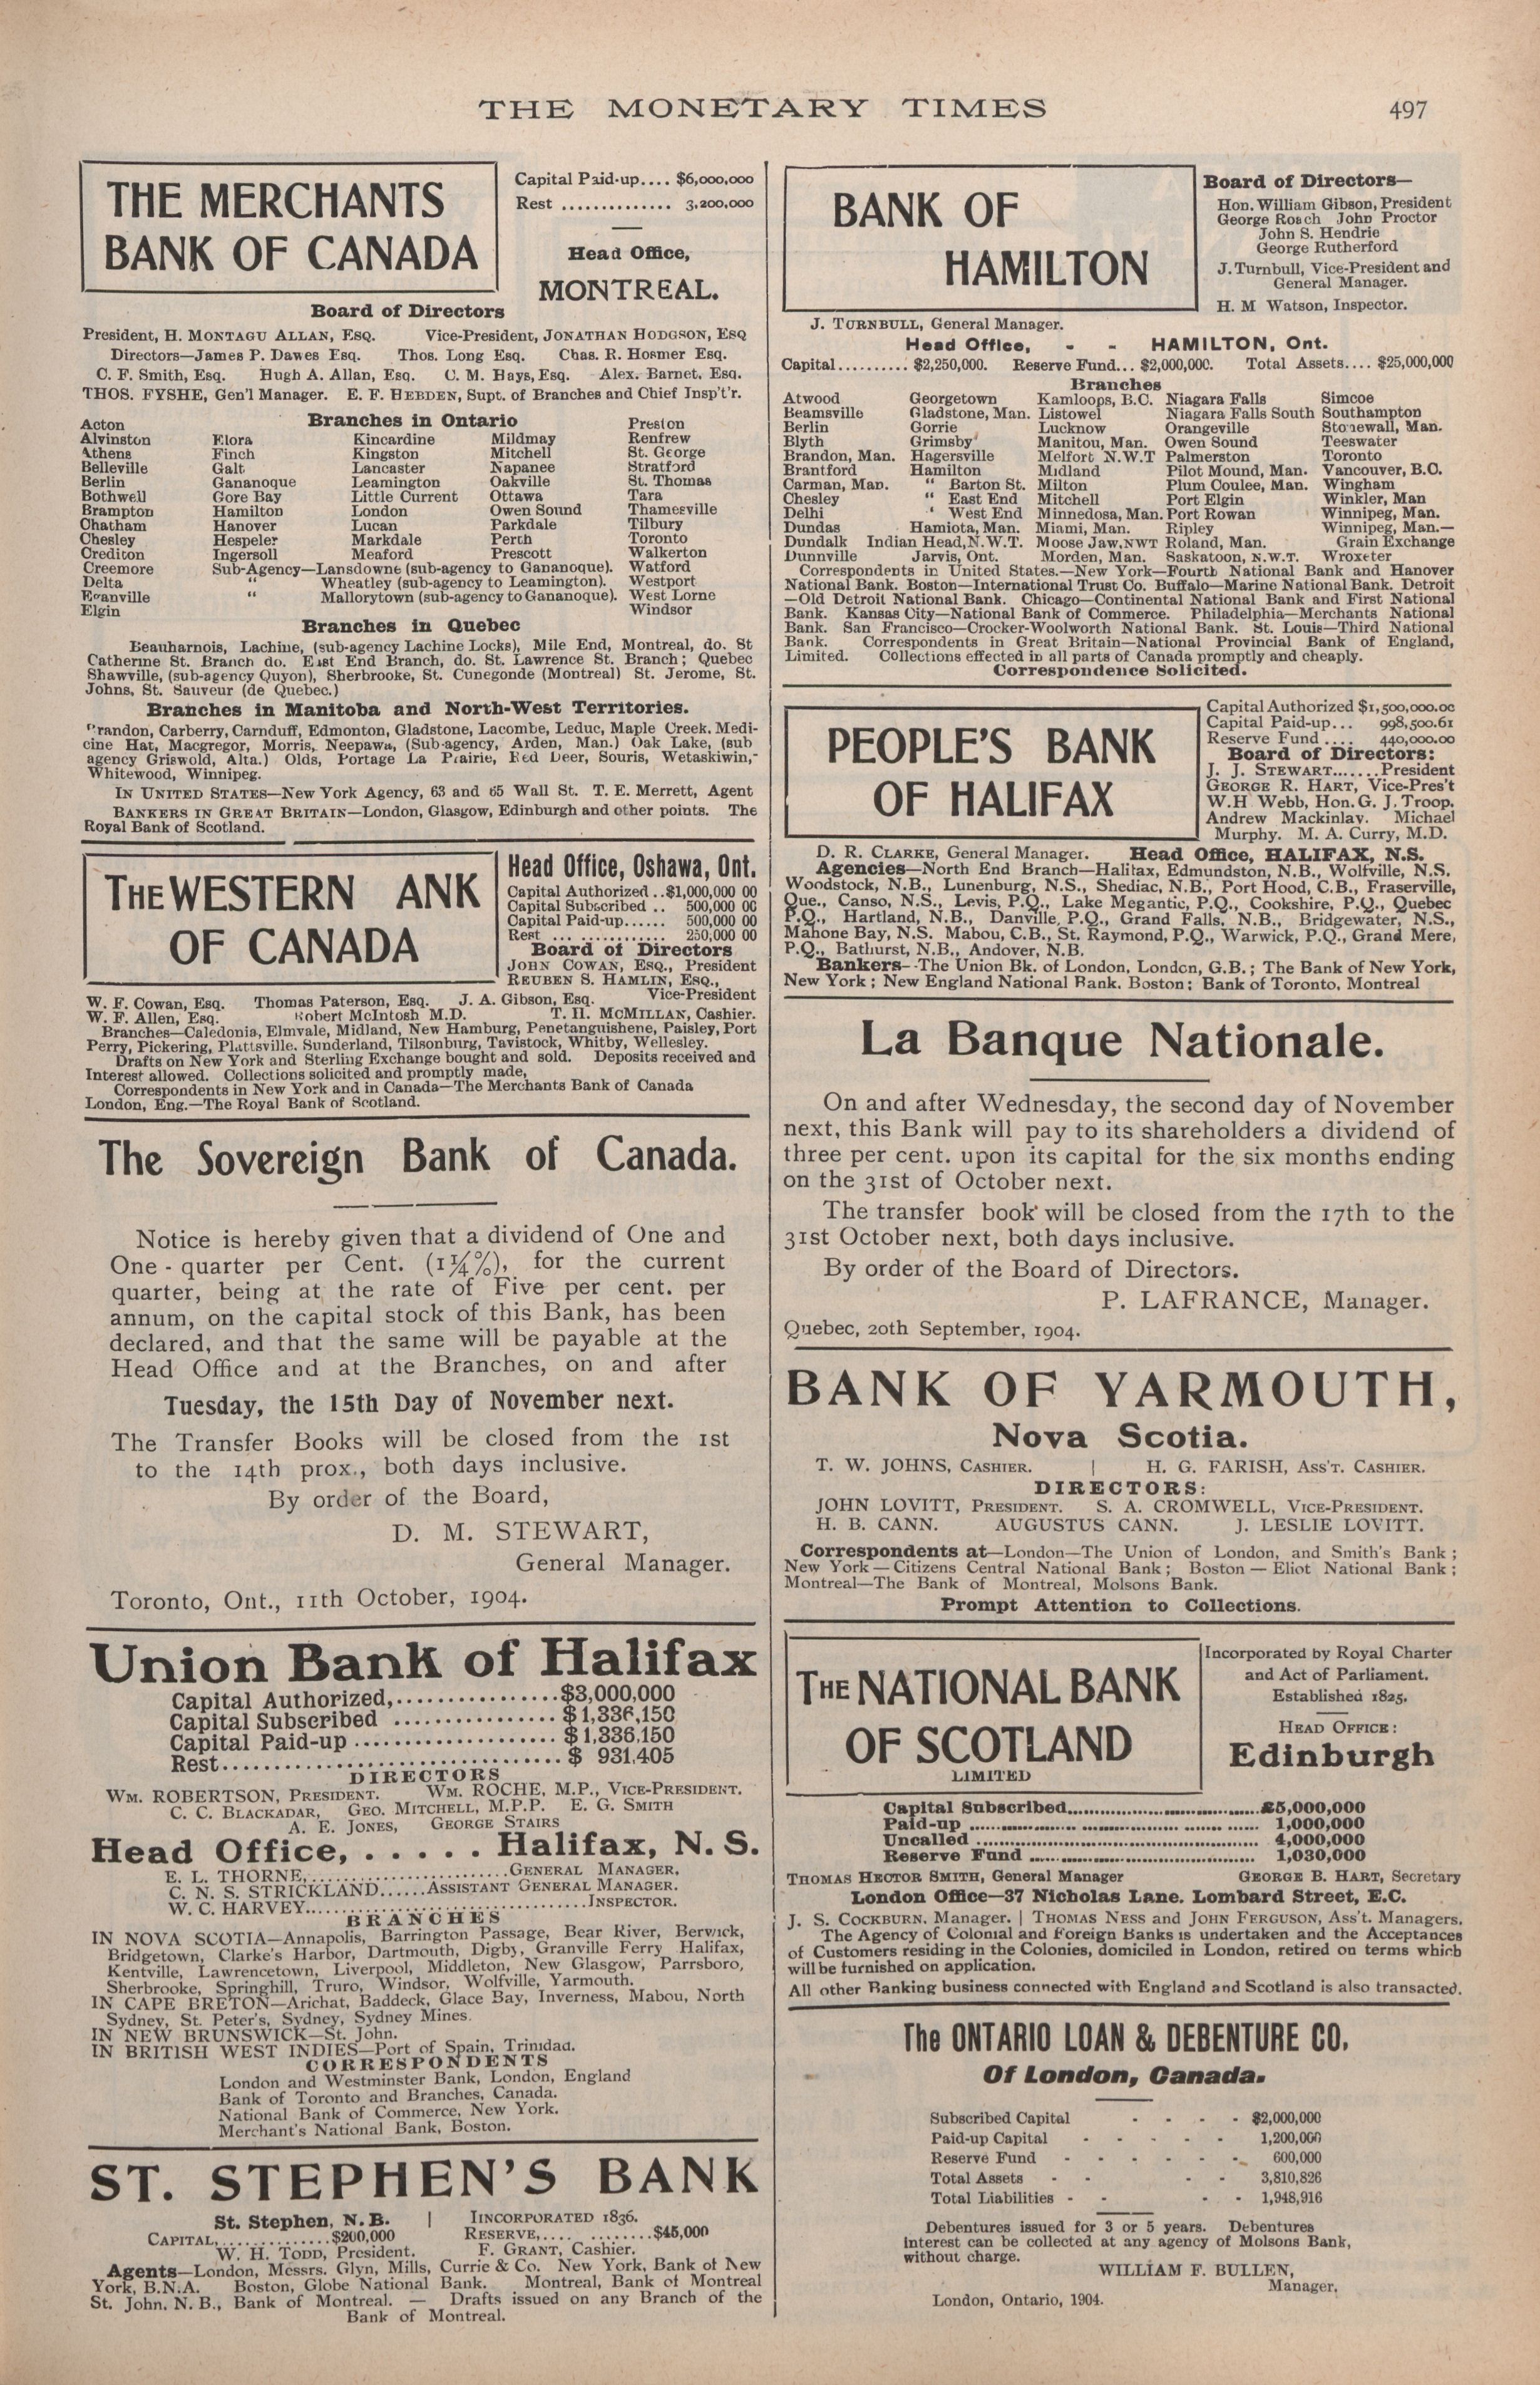 THE MONETARY TIMES
497
THE MERCHANTS
BANK OF CANADA
Capital Paid-up.... $6,000,000
Rest .............. 3,200,000
Head Office,
MONTREAL.
Board of Directors
President, H. MONTAGU ALLAN, ESQ. Vice-President, JONATHAN HODGSON, ESQ
Directors—James P. Dawes Esq. Thos. Long Esq. Chas. R. Hosmer Esq.
C. F. Smith, Esq. Hugh A. Allan, Esq. C. M. Hays, Esq. Alex. Barnet, Esq.
THOS. FYSHE, Gen'l Manager. E. F. HEBDEN, Supt. of Branches and Chief Insp't'r.
Branches in Ontario
Acton Preston
Alvinston Elora Kincardine Mildmay Renfrew
Athens Finch Kingston Mitchell St. George
Belleville Galt Lancaster Napanee Stratford
Berlin Gananoque Leamington Oakville St. Thomas
Bothwell Gore Bay Little Current Ottawa Tara
Brampton Hamilton London Owen Sound Thamesville
Chatham Hanover Lucan Parkdale Tilbury
Chesley Hespeler Markdale Perth Toronto
Crediton Ingersoll Meaford Prescott Walkerton
Creemore Sub-Agency—Lansdowne (sub-agency to Gananoque). Watford
Delta " Wheatley (sub-agency to Leamington). Westport
Eganville " Mallorytown (sub-agency to Gananoque). West Lorne
Elgin Windsor
Branches in Quebec
Beauharnois, Lachine, (sub-agency Lachine Locks), Mile End, Montreal, do. St
Catherine St. Branch do. East End Branch, do. St. Lawrence St. Branch; Quebec
Shawville, (sub-agency Quyon), Sherbrooke, St. Cunegonde (Montreal) St. Jerome, St.
Johns, St. Sauveur (de Quebec.)
Branches in Manitoba and North-West Territories.
Brandon, Carberry, Carnduff, Edmonton, Gladstone, Lacombe, Leduc, Maple Creek, Medi-
cine Hat, Macgregor, Morris, Neepawa, (Sub-agency, Arden, Man.) Oak Lake, (sub
agency Griswold, Alta.) Olds, Portage La Prairie, Red Deer, Souris, Wetaskiwin,
Whitewood, Winnipeg.
IN UNITED STATES—New York Agency, 63 and 65 Wall St. T. E. Merrett, Agent
BANKERS IN GREAT BRITAIN—London, Glasgow, Edinburgh and other points. The
Royal Bank of Scotland.
THE WESTERN ANK
OF CANADA
Head Office, Oshawa, Ont.
Capital Authorized ..$1,000,000 00
Capital Subscribed .. 500,000 00
Capital Paid-up...... 500,000 00
Rest ... ............ 250,000 00
Board of Directors
JOHN COWAN, ESQ., President
REUBEN S. HAMLIN, ESQ.,
Vice-President
W. F. Cowan, Esq. Thomas Paterson, Esq. J. A. Gibson, Esq.
W. F. Allen, Esq. Robert McIntosh M.D. T. H. MCMILLAN, Cashier.
Branches—Caledonia, Elmvale, Midland, New Hamburg, Penetanguishene, Paisley, Port
Perry, Pickering, Plattsville, Sunderland, Tilsonburg, Tavistock, Whitby, Wellesley.
Drafts on New York and Sterling Exchange bought and sold. Deposits received and
Interest allowed. Collections solicited and promptly made,
Correspondents in New York and in Canada—The Merchants Bank of Canada
London, Eng.—The Royal Bank of Scotland.
The Sovereign Bank of Canada.
Notice is hereby given that a dividend of One and
One - quarter per Cent. (1¼%), for the current
quarter, being at the rate of Five per cent. per
annum, on the capital stock of this Bank, has been
declared, and that the same will be payable at the
Head Office and at the Branches, on and after
Tuesday, the 15th Day of November next.
The Transfer Books will be closed from the 1st
to the 14th prox., both days inclusive.
By order of the Board,
D. M. STEWART,
General Manager.
Toronto, Ont., 11th October, 1904.
Union Bank of Halifax
Capital Authorized,................$3,000,000
Capital Subscribed ................ $1,336,150
Capital Paid-up .................... $1,336,150
Rest.................................. $ 931,405
DIRECTORS
WM. ROBERTSON, PRESIDENT. WM. ROCHE, M.P., VICE-PRESIDENT.
C. C. BLACKADAR, GEO. MITCHELL, M.P.P. E. G. SMITH
A. E. JONES, GEORGE STAIRS
Head Office, ..... Halifax, N. S.
E. L. THORNE,........................GENERAL MANAGER.
C. N. S. STRICKLAND......ASSISTANT GENERAL MANAGER.
W. C. HARVEY..................................INSPECTOR.
BRANCHES
IN NOVA SCOTIA—Annapolis, Barrington Passage, Bear River, Berwick,
Bridgetown, Clarke's Harbor, Dartmouth, Digby, Granville Ferry Halifax,
Kentville, Lawrencetown, Liverpool, Middleton, New Glasgow, Parrsboro,
Sherbrooke, Springhill, Truro, Windsor, Wolfville, Yarmouth.
IN CAPE BRETON—Arichat, Baddeck, Glace Bay, Inverness, Mabou, North
Sydney, St. Peter's, Sydney, Sydney Mines.
IN NEW BRUNSWICK—St. John.
IN BRITISH WEST INDIES—Port of Spain, Trinidad.
CORRESPONDENTS
London and Westminster Bank, London, England
Bank of Toronto and Branches, Canada.
National Bank of Commerce, New York.
Merchant's National Bank, Boston.
ST. STEPHEN'S BANK
St. Stephen, N. B. | INCORPORATED 1836.
CAPITAL,..............$200,000 RESERVE,.... ........$45,000
W. H. TODD, President. F. GRANT, Cashier.
Agents—London, Messrs. Glyn, Mills, Currie & Co. New York, Bank of New
York, B.N.A. Boston, Globe National Bank. Montreal, Bank of Montreal
St. John, N. B., Bank of Montreal. — Drafts issued on any Branch of the
Bank of Montreal.
BANK OF
HAMILTON
Board of Directors—
Hon. William Gibson, President
George Roach John Proctor
John S. Hendrie
George Rutherford
J. Turnbull, Vice-President and
General Manager.
H. M Watson, Inspector.
J. TURNBULL, General Manager.
Head Office, - - HAMILTON, Ont.
Capital.......... $2,250,000. Reserve Fund... $2,000,000. Total Assets.... $25,000,000
Branches
Atwood Georgetown Kamloops, B.C. Niagara Falls Simcoe
Beamsville Gladstone, Man. Listowel Niagara Falls South Southampton
Berlin Gorrie Lucknow Orangeville Stonewall, Man.
Blyth Grimsby Manitou, Man. Owen Sound Teeswater
Brandon, Man. Hagersville Melfort N.W.T Palmerston Toronto
Brantford Hamilton Midland Pilot Mound, Man. Vancouver, B.C.
Carman, Man. " Barton St. Milton Plum Coulee, Man. Wingham
Chesley " East End Mitchell Port Elgin Winkler, Man
Delhi " West End Minnedosa, Man. Port Rowan Winnipeg, Man.
Dundas Hamiota, Man. Miami, Man. Ripley Winnipeg, Man.—
Dundalk Indian Head, N.W.T. Moose Jaw, NWT Roland, Man. Grain Exchange
Dunnville Jarvis, Ont. Morden, Man. Saskatoon, N.W.T. Wroxeter
Correspondents in United States.—New York—Fourth National Bank and Hanover
National Bank. Boston—International Trust Co. Buffalo—Marine National Bank. Detroit
—Old Detroit National Bank. Chicago—Continental National Bank and First National
Bank. Kansas City—National Bank of Commerce. Philadelphia—Merchants National
Bank. San Francisco—Crocker-Woolworth National Bank. St. Louis—Third National
Bank. Correspondents in Great Britain—National Provincial Bank of England,
Limited. Collections effected in all parts of Canada promptly and cheaply.
Correspondence Solicited.
PEOPLE'S BANK
OF HALIFAX
Capital Authorized $1,500,000.00
Capital Paid-up... 998,500.61
Reserve Fund .... 440,000.00
Board of Directors:
J. J. STEWART.......President
GEORGE R. HART, Vice-Pres't
W.H Webb, Hon. G. J. Troop,
Andrew Mackinlay. Michael
Murphy. M. A. Curry, M.D.
D. R. CLARKE, General Manager. Head Office, HALIFAX, N.S.
Agencies—North End Branch—Halifax, Edmundston, N.B., Wolfville, N.S.
Woodstock, N.B., Lunenburg, N.S., Shediac, N.B., Port Hood, C.B., Fraserville,
Que., Canso, N.S., Levis, P.Q., Lake Megantic, P.Q., Cookshire, P.Q., Quebec
P.Q., Hartland, N.B., Danville, P.Q., Grand Falls, N.B., Bridgewater, N.S.,
Mahone Bay, N.S. Mabou, C.B., St. Raymond, P.Q., Warwick, P.Q., Grand Mere,
P.Q., Bathurst, N.B., Andover, N.B.
Bankers--The Union Bk. of London, London, G.B.; The Bank of New York,
New York; New England National Bank, Boston; Bank of Toronto, Montreal
La Banque Nationale.
On and after Wednesday, the second day of November
next, this Bank will pay to its shareholders a dividend of
three per cent. upon its capital for the six months ending
on the 31st of October next.
The transfer book will be closed from the 17th to the
31st October next, both days inclusive.
By order of the Board of Directors.
P. LAFRANCE, Manager.
Quebec, 20th September, 1904.
BANK OF YARMOUTH,
Nova Scotia.
T. W. JOHNS, CASHIER. | H. G. FARISH, ASS'T. CASHIER.
DIRECTORS:
JOHN LOVITT, PRESIDENT. S. A. CROMWELL, VICE-PRESIDENT.
H. B. CANN. AUGUSTUS CANN. J. LESLIE LOVITT.
Correspondents at—London—The Union of London, and Smith's Bank;
New York—Citizens Central National Bank; Boston—Eliot National Bank;
Montreal—The Bank of Montreal, Molsons Bank.
Prompt Attention to Collections.
THE NATIONAL BANK
OF SCOTLAND
LIMITED
Incorporated by Royal Charter
and Act of Parliament.
Established 1825.
HEAD OFFICE:
Edinburgh
Capital Subscribed..............................£5,000,000
Paid-up .............................. 1,000,000
Uncalled .............................. 4,000,000
Reserve Fund .............................. 1,030,000
THOMAS HECTOR SMITH, General Manager GEORGE B. HART, Secretary
London Office—37 Nicholas Lane, Lombard Street, E.C.
J. S. COCKBURN, Manager. | THOMAS NESS and JOHN FERGUSON, Ass't. Managers.
The Agency of Colonial and Foreign Banks is undertaken and the Acceptances
of Customers residing in the Colonies, domiciled in London, retired on terms which
will be furnished on application.
All other Banking business connected with England and Scotland is also transacted.
The ONTARIO LOAN & DEBENTURE CO.
Of London, Canada.
Subscribed Capital - - - - $2,000,000
Paid-up Capital - - - - - 1,200,000
Reserve Fund - - - - - - 600,000
Total Assets - - - - 3,810,826
Total Liabilities - - - - 1,948,916
Debentures issued for 3 or 5 years. Debentures
interest can be collected at any agency of Molsons Bank,
without charge.
WILLIAM F. BULLEN,
Manager.
London, Ontario, 1904.